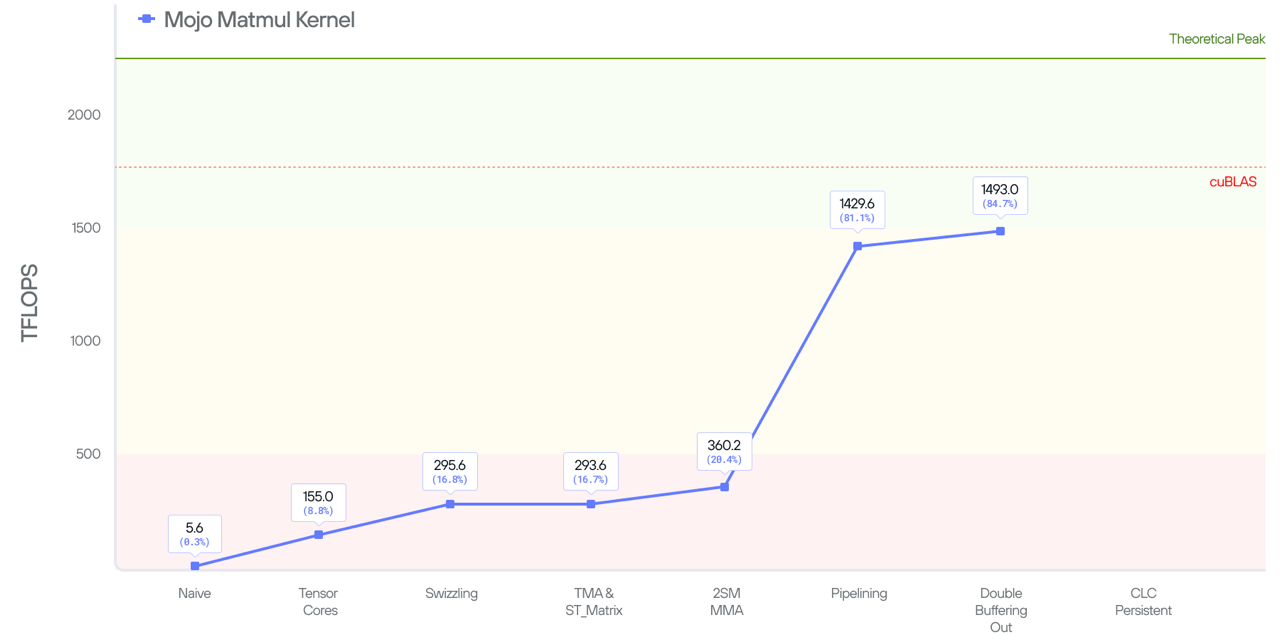 Mojo Matmul Kernel
Theoretical Peak
2000
cuBLAS
1493.0
(84.7%)
1429.6
(81.1%)
1500
TFLOPS
1000
360.2
(20.4%)
500
295.6
(16.8%)
293.6
(16.7%)
155.0
(8.8%)
5.6
(0.3%)
Naive
Tensor
Cores
Swizzling
TMA &
ST_Matrix
2SM
MMA
Pipelining
Double
Buffering
Out
CLC
Persistent